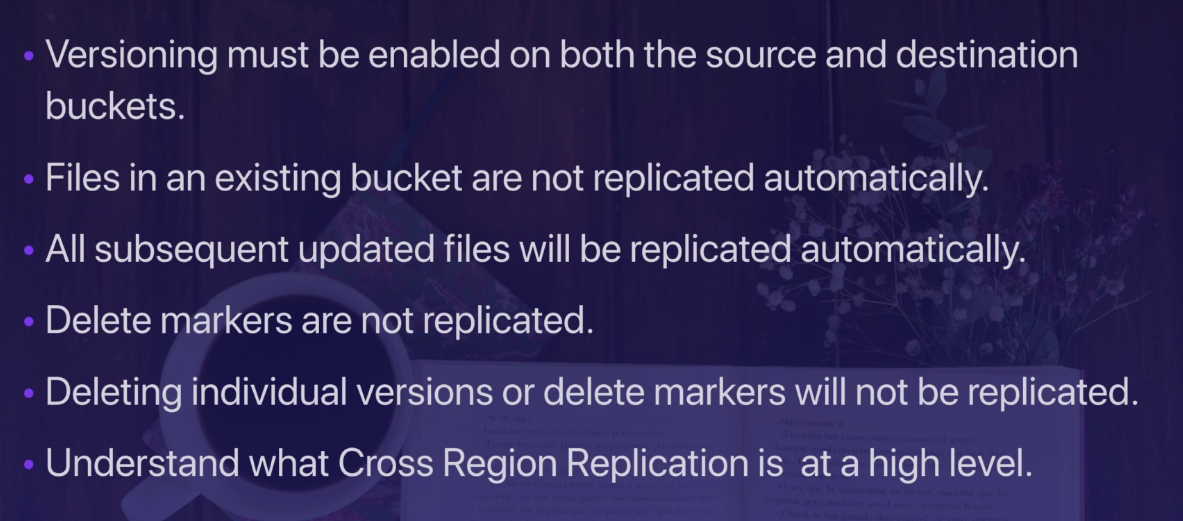 • Versioning must be enabled on both the source and destination
buckets.
• Files in an existing bucket are not replicated automatically.
• All subsequent updated files will be replicated automatically.
• Delete markers are not replicated.
• Deleting individual versions or delete markers will not be replicated.
• Understand what Cross Region Replication is  at a high level.